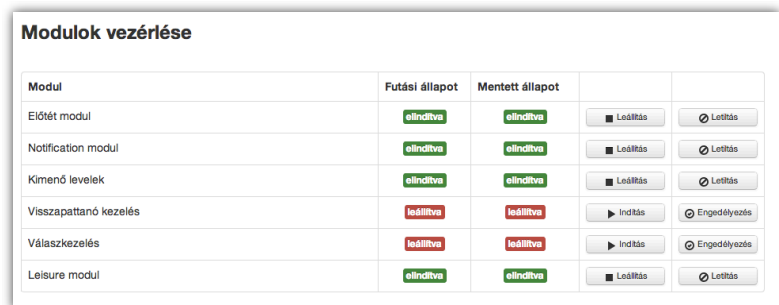 Modulok vezérlése
Modul Futási állapot Mentett állapot
Előtét modul elindítva elindítva Leállítás Letiltás
Notification modul elindítva elindítva Leállítás Letiltás
Kimenő levelek elindítva elindítva Leállítás Letiltás
Visszapattanó kezelés leállítva leállítva Indítás Engedélyezés
Válaszkezelés leállítva leállítva Indítás Engedélyezés
Leisure modul elindítva elindítva Leállítás Letiltás